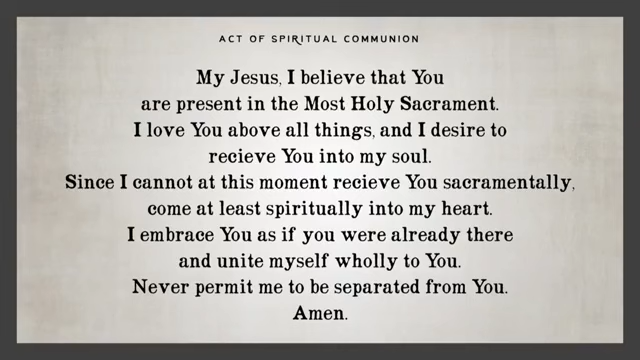 ACT OF SPIRITUAL COMMUNION
My Jesus, I believe that You
are present in the Most Holy Sacrament.
I love You above all things, and I desire to
recieve You into my soul.
Since I cannot at this moment recieve You sacramentally,
come at least spiritually into my heart.
I embrace You as if you were already there
and unite myself wholly to You.
Never permit me to be separated from You.
Amen.